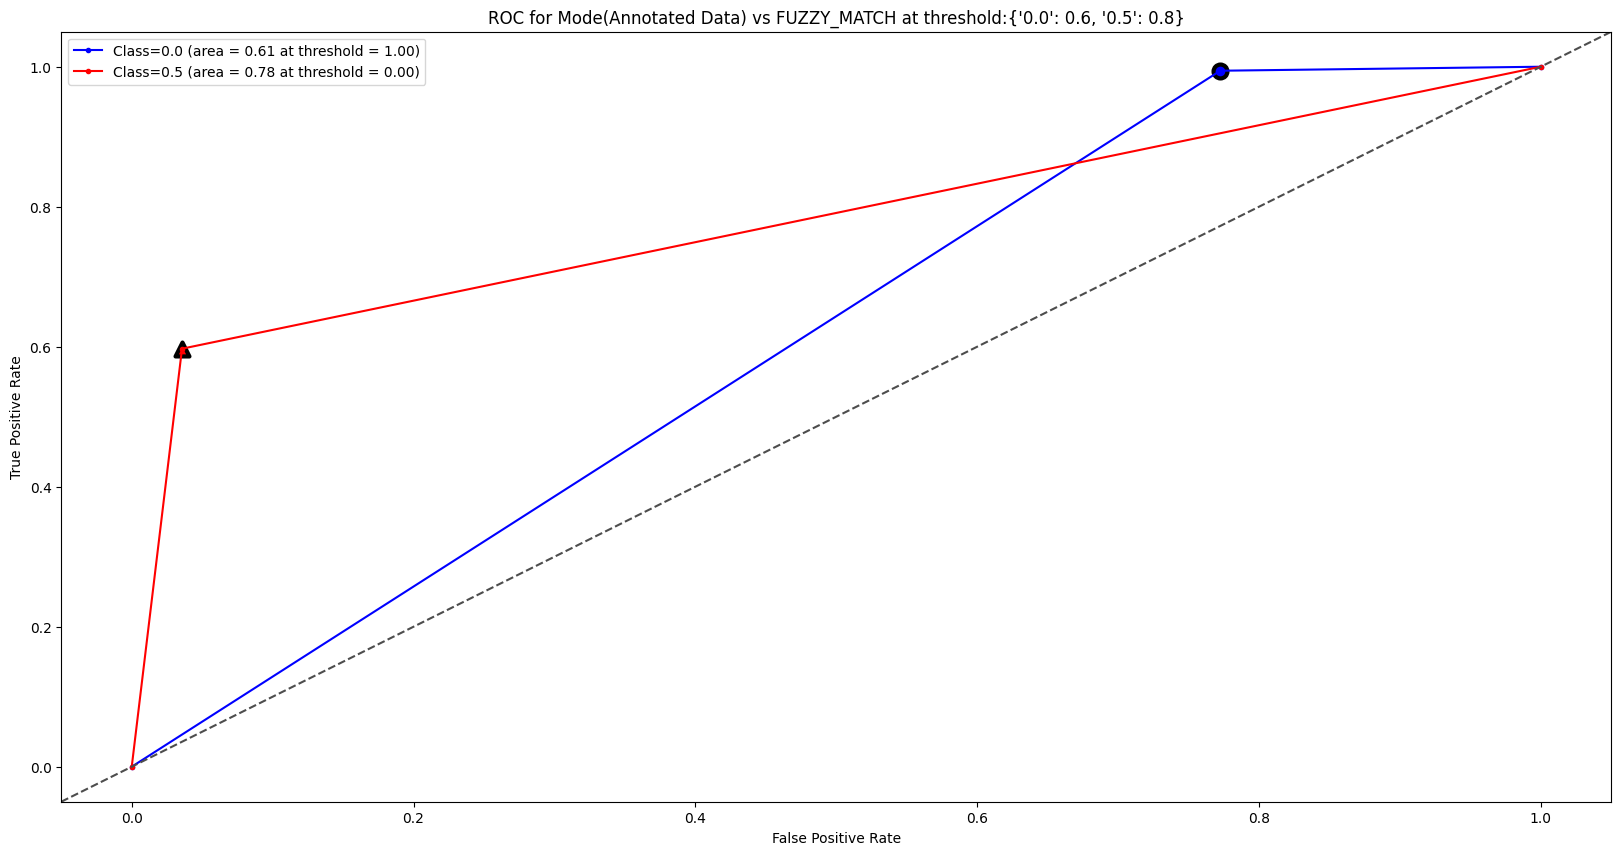 ROC for Mode(Annotated Data) vs FUZZY_MATCH at threshold:{'0.0': 0.6, '0.5': 0.8}
Class=0.0 (area = 0.61 at threshold = 1.00)
Class=0.5 (area = 0.78 at threshold = 0.00)
True Positive Rate
1.0
0.8
0.6
0.4
0.2
0.0
0.0 0.2 0.4 0.6 0.8 1.0
False Positive Rate